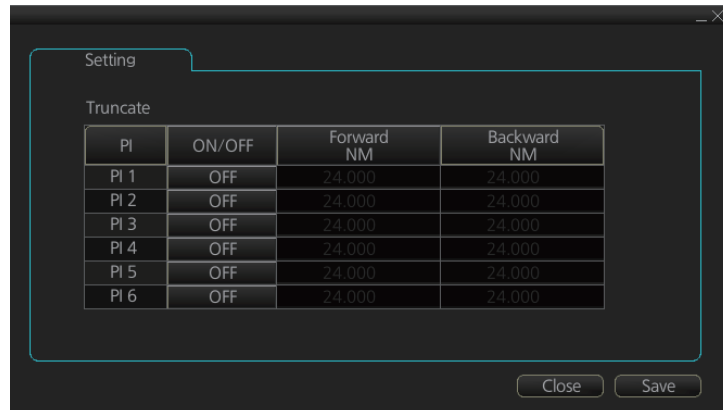 Setting
Truncate
PI ON/OFF Forward NM Backward NM
PI 1 OFF 24.000 24.000
PI 2 OFF 24.000 24.000
PI 3 OFF 24.000 24.000
PI 4 OFF 24.000 24.000
PI 5 OFF 24.000 24.000
PI 6 OFF 24.000 24.000
Close Save